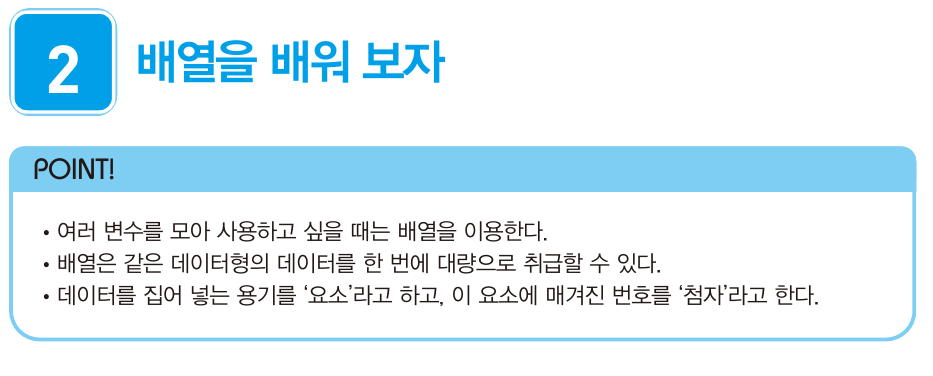 2 배열을 배워 보자
POINT!
• 여러 변수를 모아 사용하고 싶을 때는 배열을 이용한다.
• 배열은 같은 데이터형의 데이터를 한 번에 대량으로 취급할 수 있다.
• 데이터를 집어 넣는 용기를 ‘요소’라고 하고, 이 요소에 매겨진 번호를 ‘첨자’라고 한다.